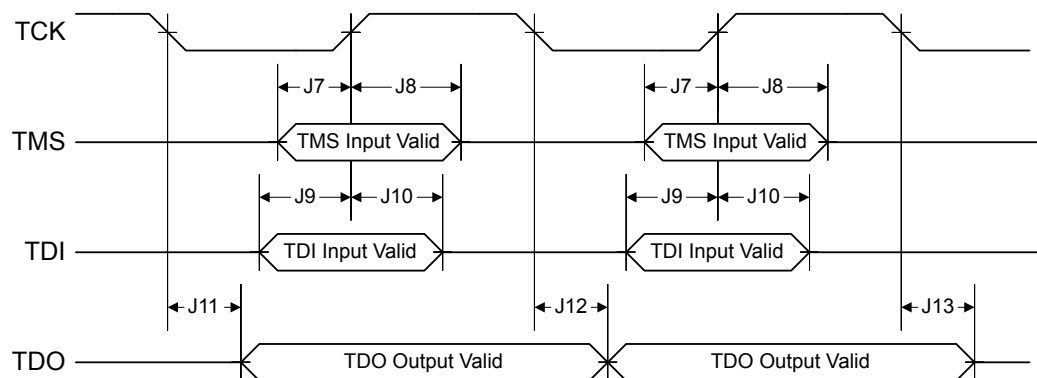 TCK
J7 J8 J7 J8
TMS TMS Input Valid TMS Input Valid
J9 J10 J9 J10
TDI TDI Input Valid TDI Input Valid
J11 J12 J13
TDO TDO Output Valid TDO Output Valid